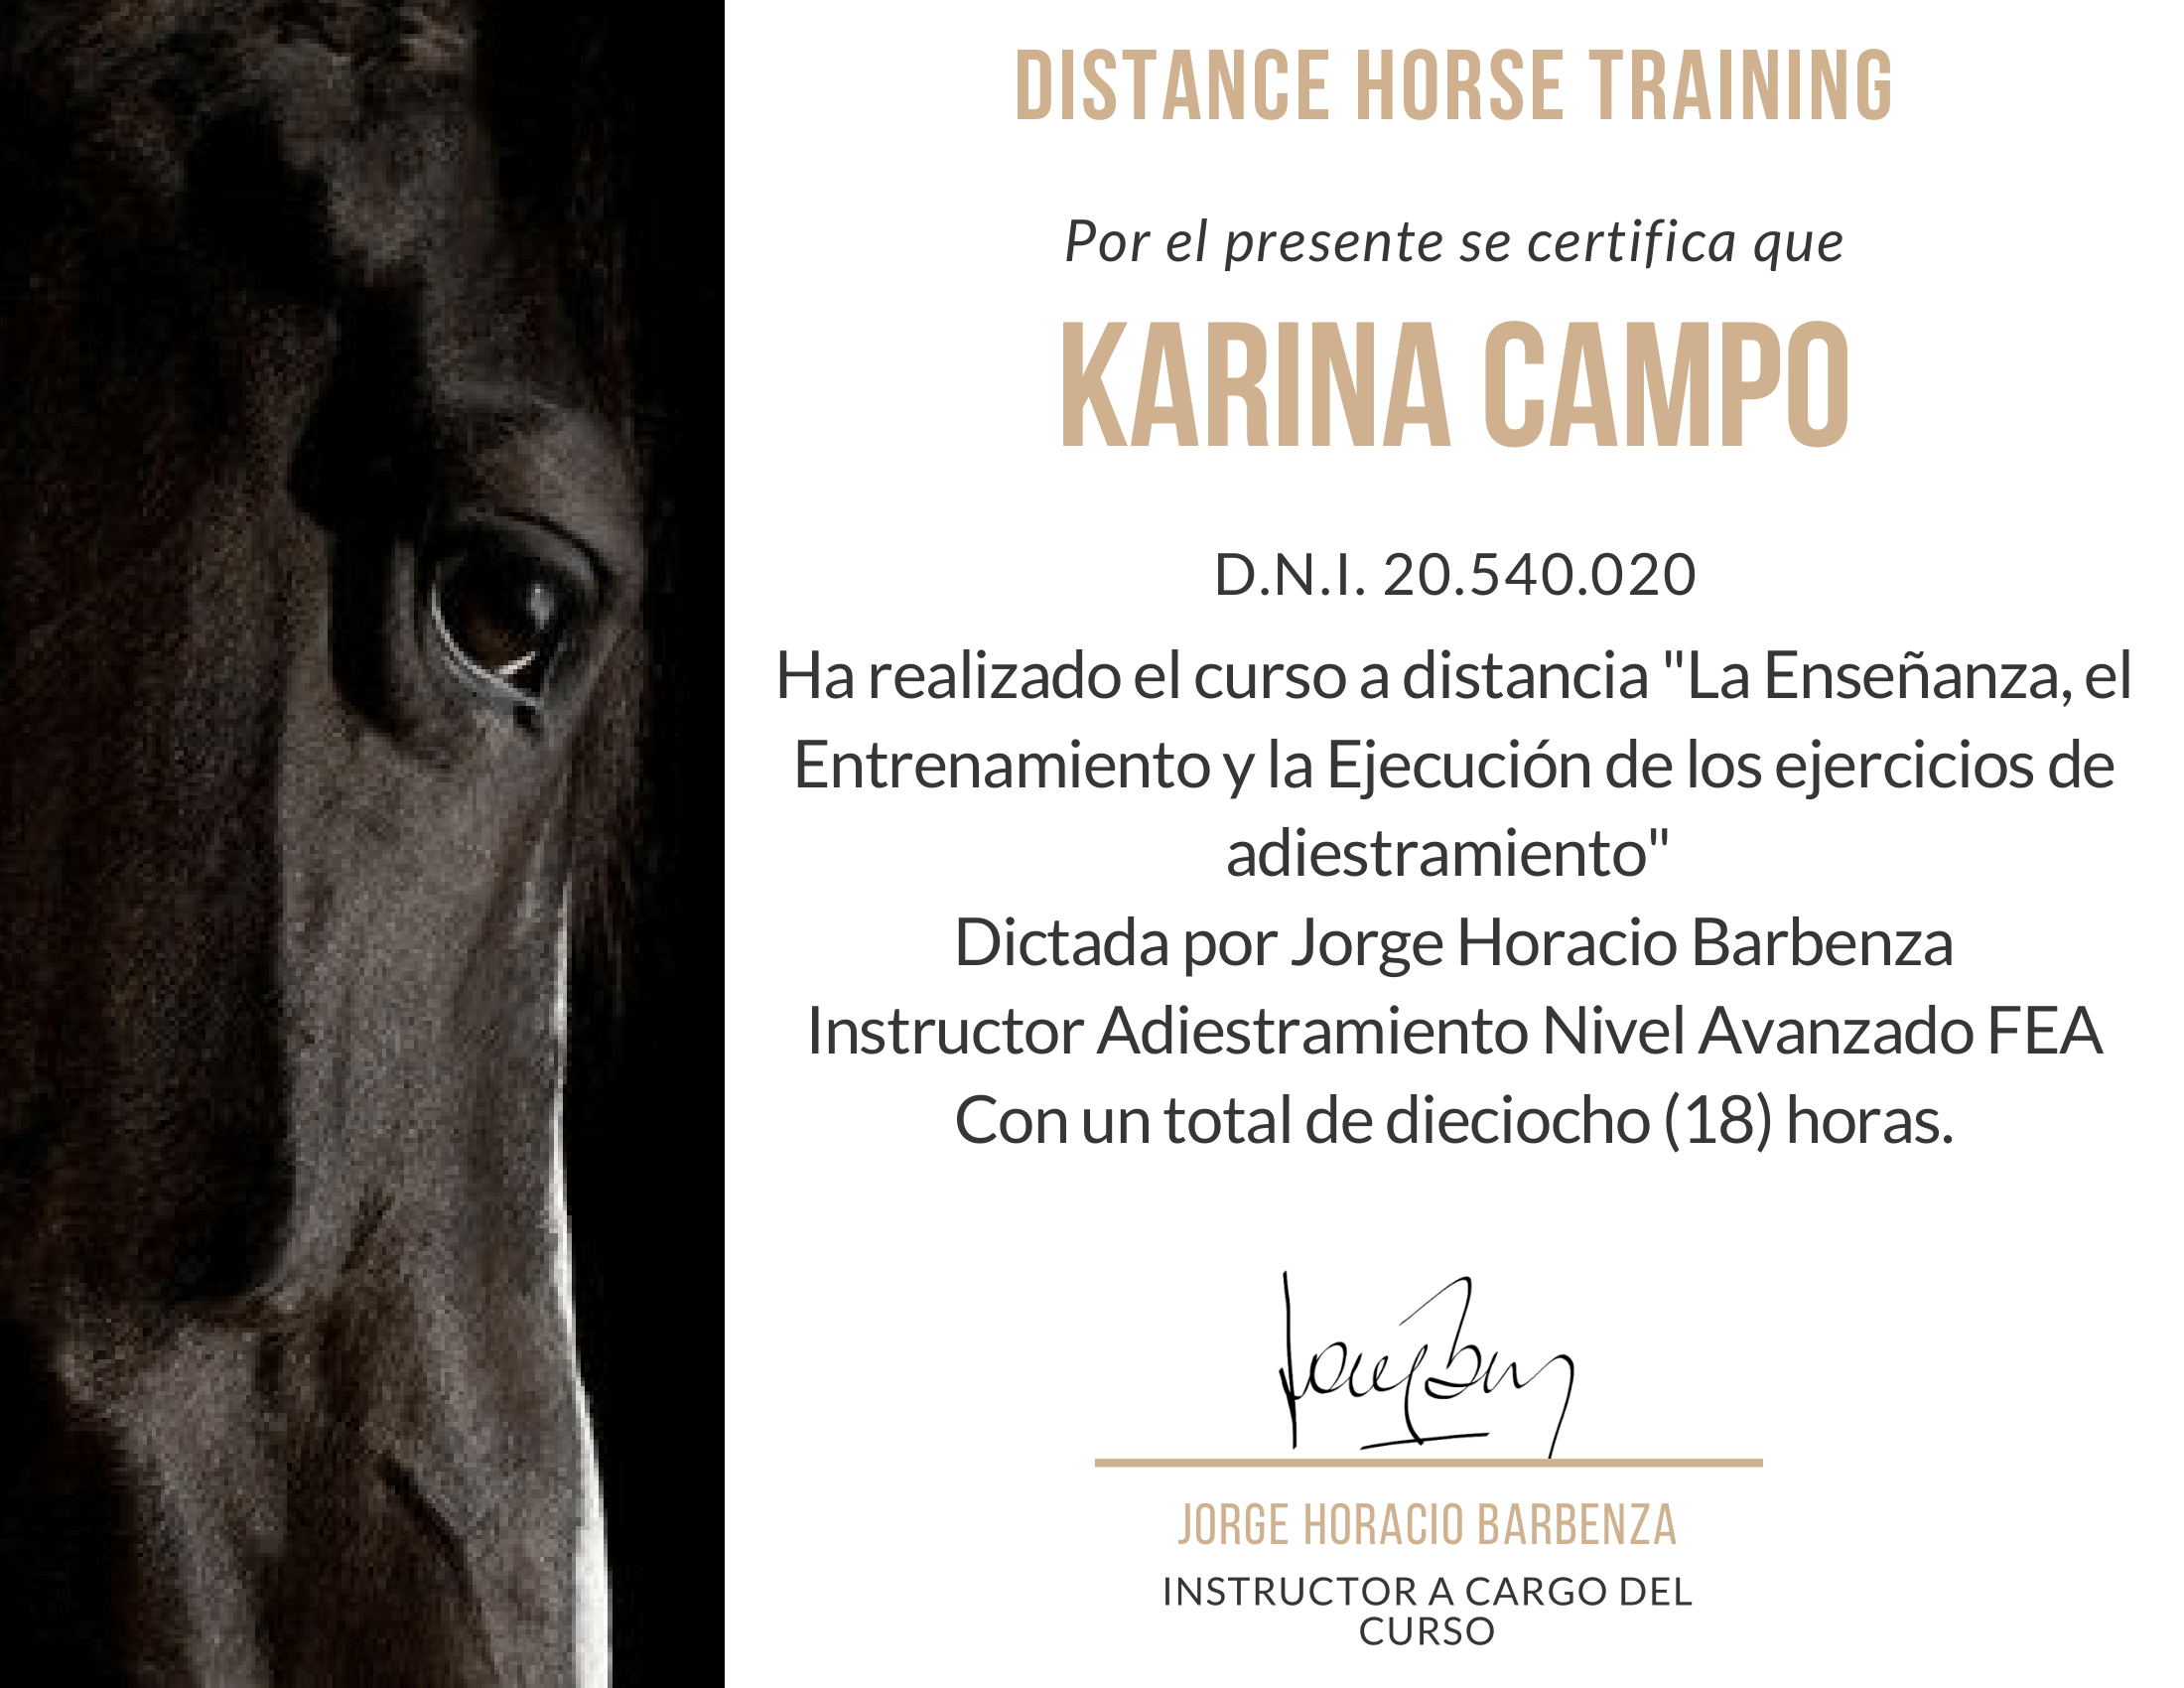 DISTANCE HORSE TRAINING
Por el presente se certifica que
KARINA CAMPO
D.N.I. 20.540.020
Ha realizado el curso a distancia "La Enseñanza, el
Entrenamiento y la Ejecución de los ejercicios de
adiestramiento"
Dictada por Jorge Horacio Barbenza
Instructor Adiestramiento Nivel Avanzado FEA
Con un total de dieciocho (18) horas.
JORGE HORACIO BARBENZA
INSTRUCTOR A CARGO DEL
CURSO